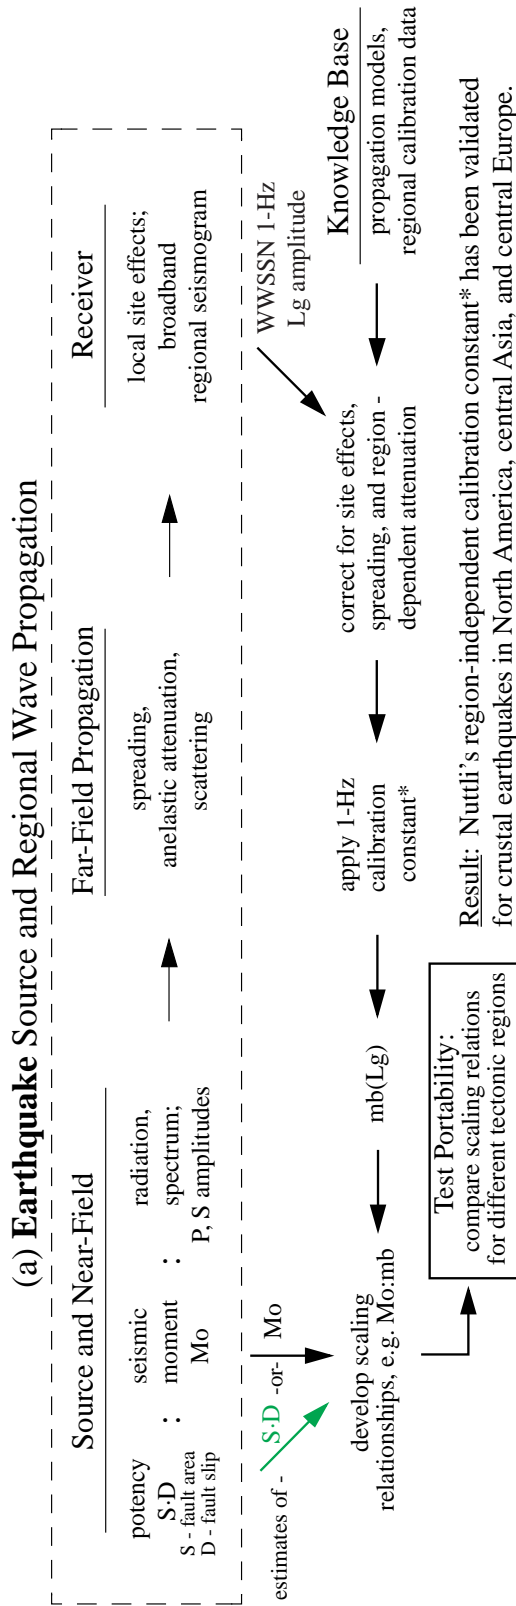 (a) Earthquake Source and Regional Wave Propagation
Source and Near-Field
potency
S·D
S - fault area
D - fault slip
:
seismic
moment
Mo
:
radiation,
spectrum;
P, S amplitudes
Far-Field Propagation
spreading,
anelastic attenuation,
scattering
Receiver
local site effects;
broadband
regional seismogram
estimates of - S·D -or- Mo
WWSSN 1-Hz
Lg amplitude
develop scaling
relationships, e.g. Mo:mb
mb(Lg)
apply 1-Hz
calibration
constant*
correct for site effects,
spreading, and region -
dependent attenuation
Knowledge Base
propagation models,
regional calibration data
Test Portability:
compare scaling relations
for different tectonic regions
Result: Nuttli's region-independent calibration constant* has been validated
for crustal earthquakes in North America, central Asia, and central Europe.